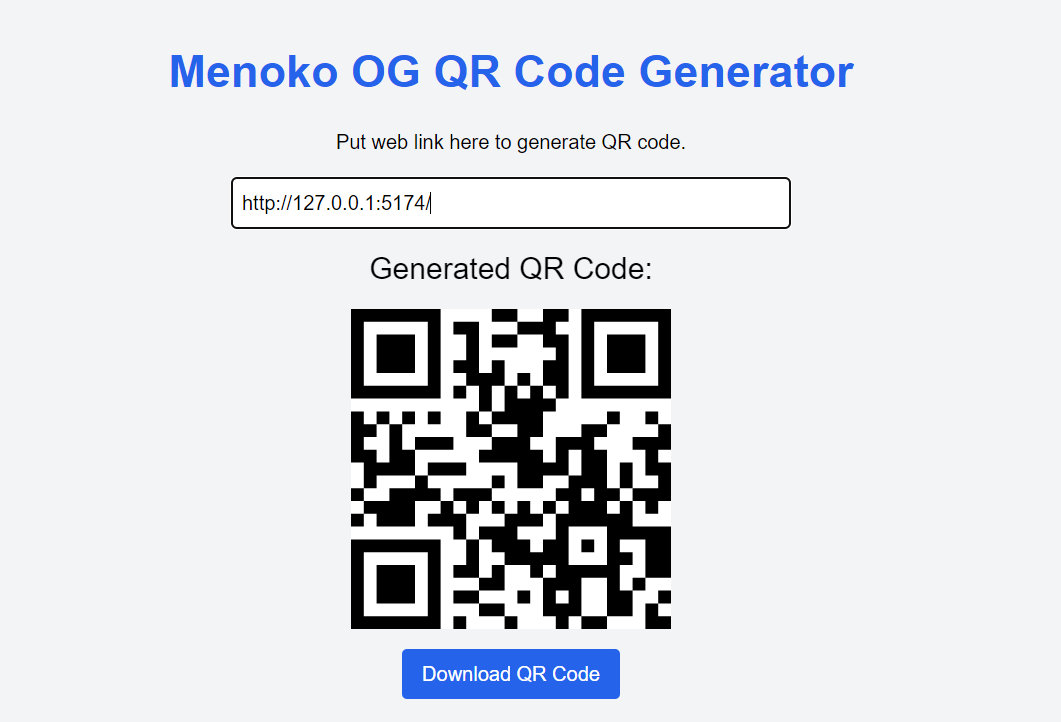 Menoko OG QR Code Generator
Put web link here to generate QR code.
http://127.0.0.1:5174/
Generated QR Code:
Download QR Code